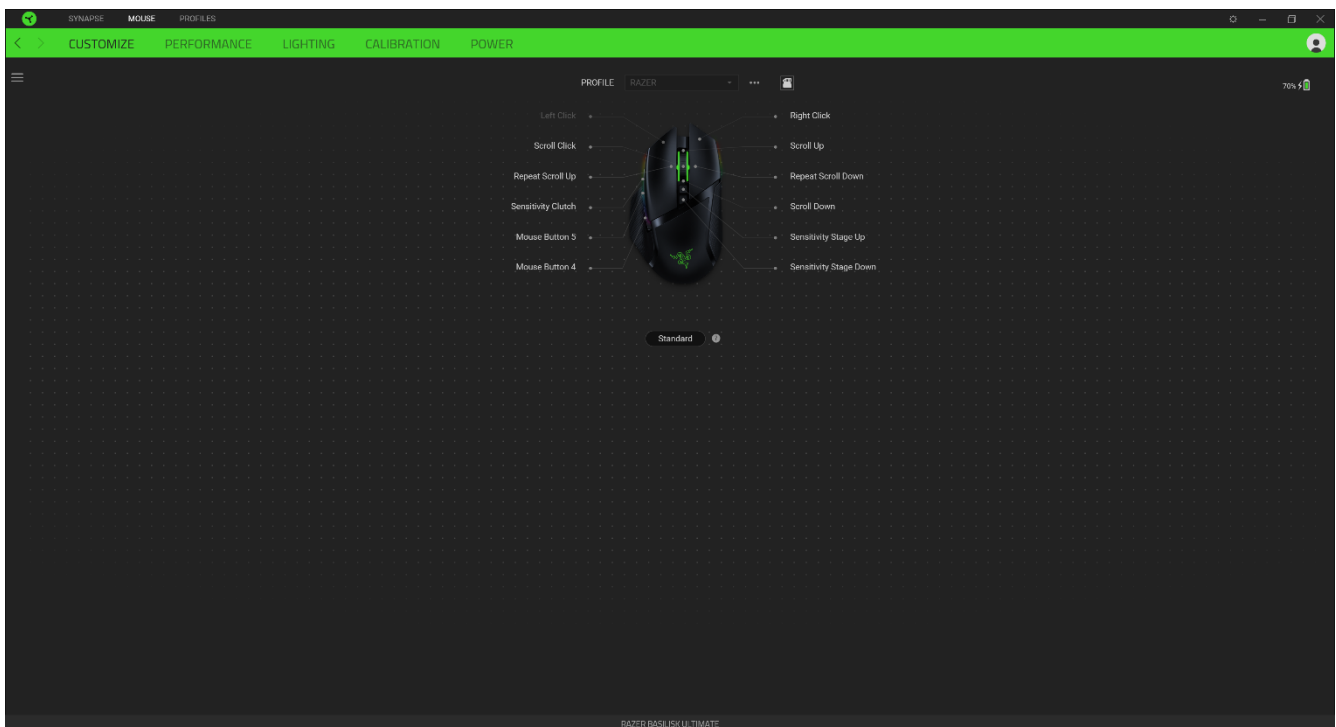 SYNAPSE MOUSE PROFILES
CUSTOMIZE PERFORMANCE LIGHTING CALIBRATION POWER
PROFILE RAZER
70%
Left Click Right Click
Scroll Click Scroll Up
Repeat Scroll Up Repeat Scroll Down
Sensitivity Clutch Scroll Down
Mouse Button 5 Sensitivity Stage Up
Mouse Button 4 Sensitivity Stage Down
Standard
RAZER BASILISK ULTIMATE